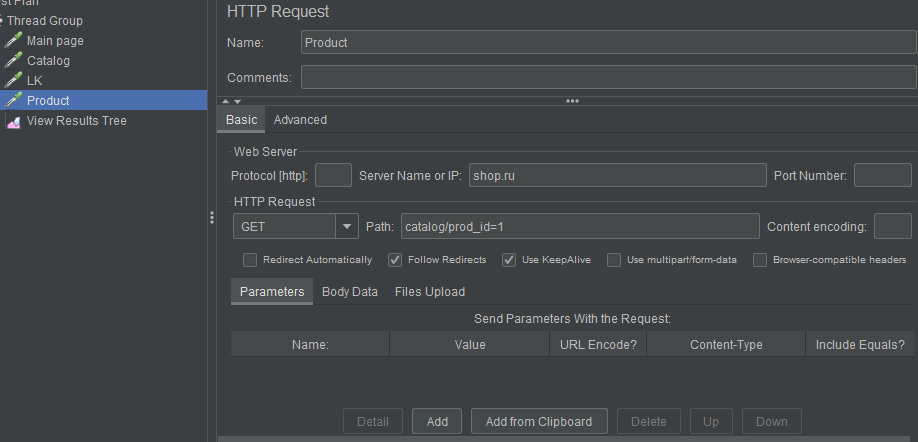 HTTP Request
Thread Group
Name: Product
Main page
Catalog
LK
Comments:
Product
View Results Tree
Basic Advanced
Web Server
Protocol [http]: Server Name or IP: shop.ru Port Number:
HTTP Request
GET Path: catalog/prod_id=1 Content encoding:
Redirect Automatically Follow Redirects Use KeepAlive Use multipart/form-data Browser-compatible headers
Parameters Body Data Files Upload
Send Parameters With the Request:
Name: Value URL Encode? Content-Type Include Equals?
Detail Add Add from Clipboard Delete Up Down